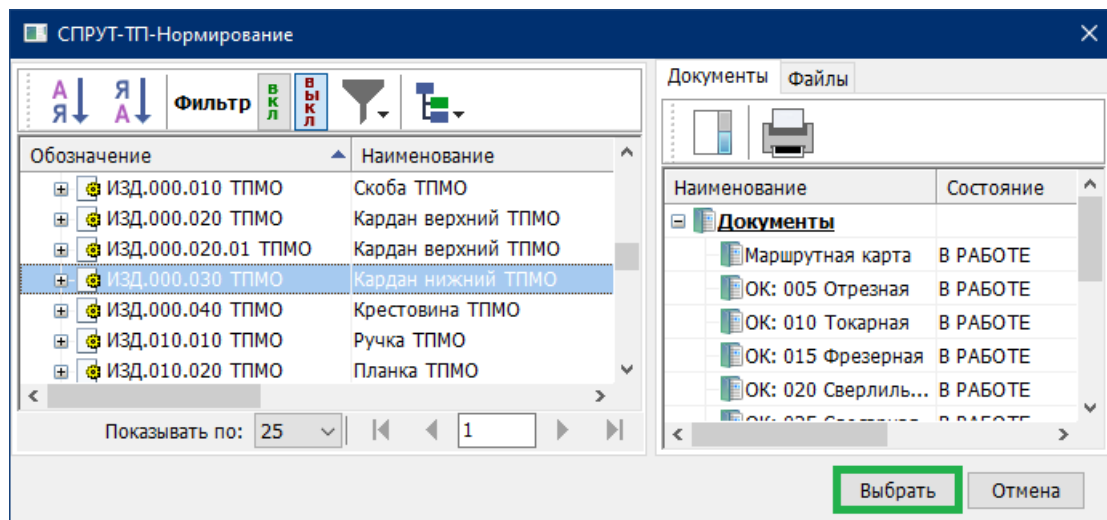 СПРУТ-ТП-Нормирование
А Я Я А Фильтр ВКЛ ВЫКЛ
Обозначение Наименование
ИЗД.000.010 ТПМО Скоба ТПМО
ИЗД.000.020 ТПМО Кардан верхний ТПМО
ИЗД.000.020.01 ТПМО Кардан верхний ТПМО
ИЗД.000.030 ТПМО Кардан нижний ТПМО
ИЗД.000.040 ТПМО Крестовина ТПМО
ИЗД.010.010 ТПМО Ручка ТПМО
ИЗД.010.020 ТПМО Планка ТПМО
Показывать по: 25 1
Документы Файлы
Наименование Состояние
Документы
Маршрутная карта В РАБОТЕ
ОК: 005 Отрезная В РАБОТЕ
ОК: 010 Токарная В РАБОТЕ
ОК: 015 Фрезерная В РАБОТЕ
ОК: 020 Сверлиль... В РАБОТЕ
Выбрать Отмена